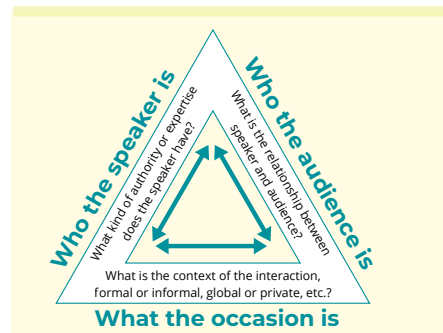 Who the speaker is
What kind of authority or expertise
does the speaker have?
Who the audience is
What is the relationship between
speaker and audience?
What is the context of the interaction,
formal or informal, global or private, etc.?
What the occasion is